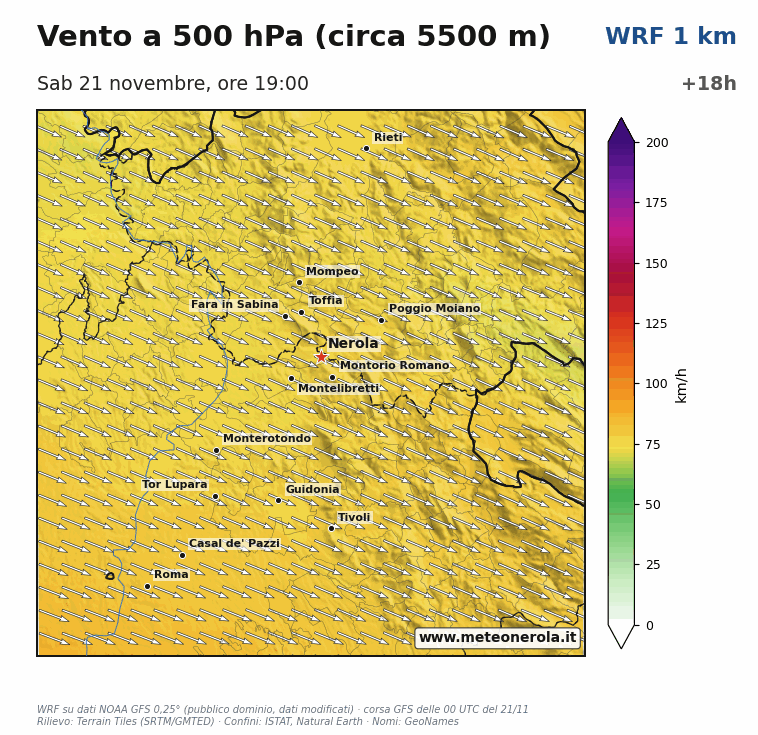 Vento a 500 hPa (circa 5500 m)
WRF 1 km
Sab 21 novembre, ore 19:00
+18h
Rieti
Mompeo
Toffia
Fara in Sabina
Poggio Moiano
Nerola
Montorio Romano
Montelibretti
Monterotondo
Tor Lupara
Guidonia
Tivoli
Casal de' Pazzi
Roma
www.meteonerola.it
200
175
150
125
100
75
50
25
0
km/h
WRF su dati NOAA GFS 0,25° (pubblico dominio, dati modificati) · corsa GFS delle 00 UTC del 21/11
Rilievo: Terrain Tiles (SRTM/GMTED) · Confini: ISTAT, Natural Earth · Nomi: GeoNames